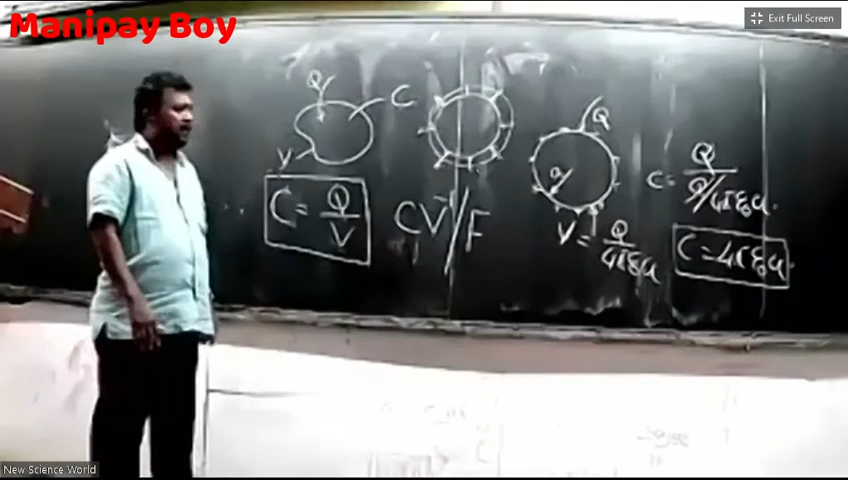 Manipay Boy
Exit Full Screen
Q
C
V
C = Q/V
CV⁻¹/F
Q
a
V = Q/4πε₀a
C = Q/Q/4πε₀a
C = 4πε₀a
New Science World